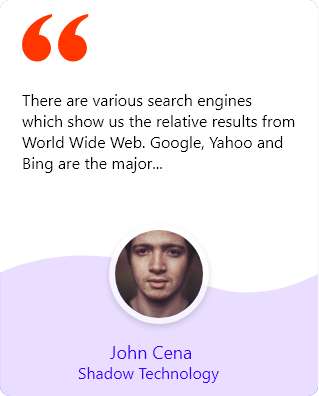 There are various search engines
which show us the relative results from
World Wide Web. Google, Yahoo and
Bing are the major...
John Cena
Shadow Technology